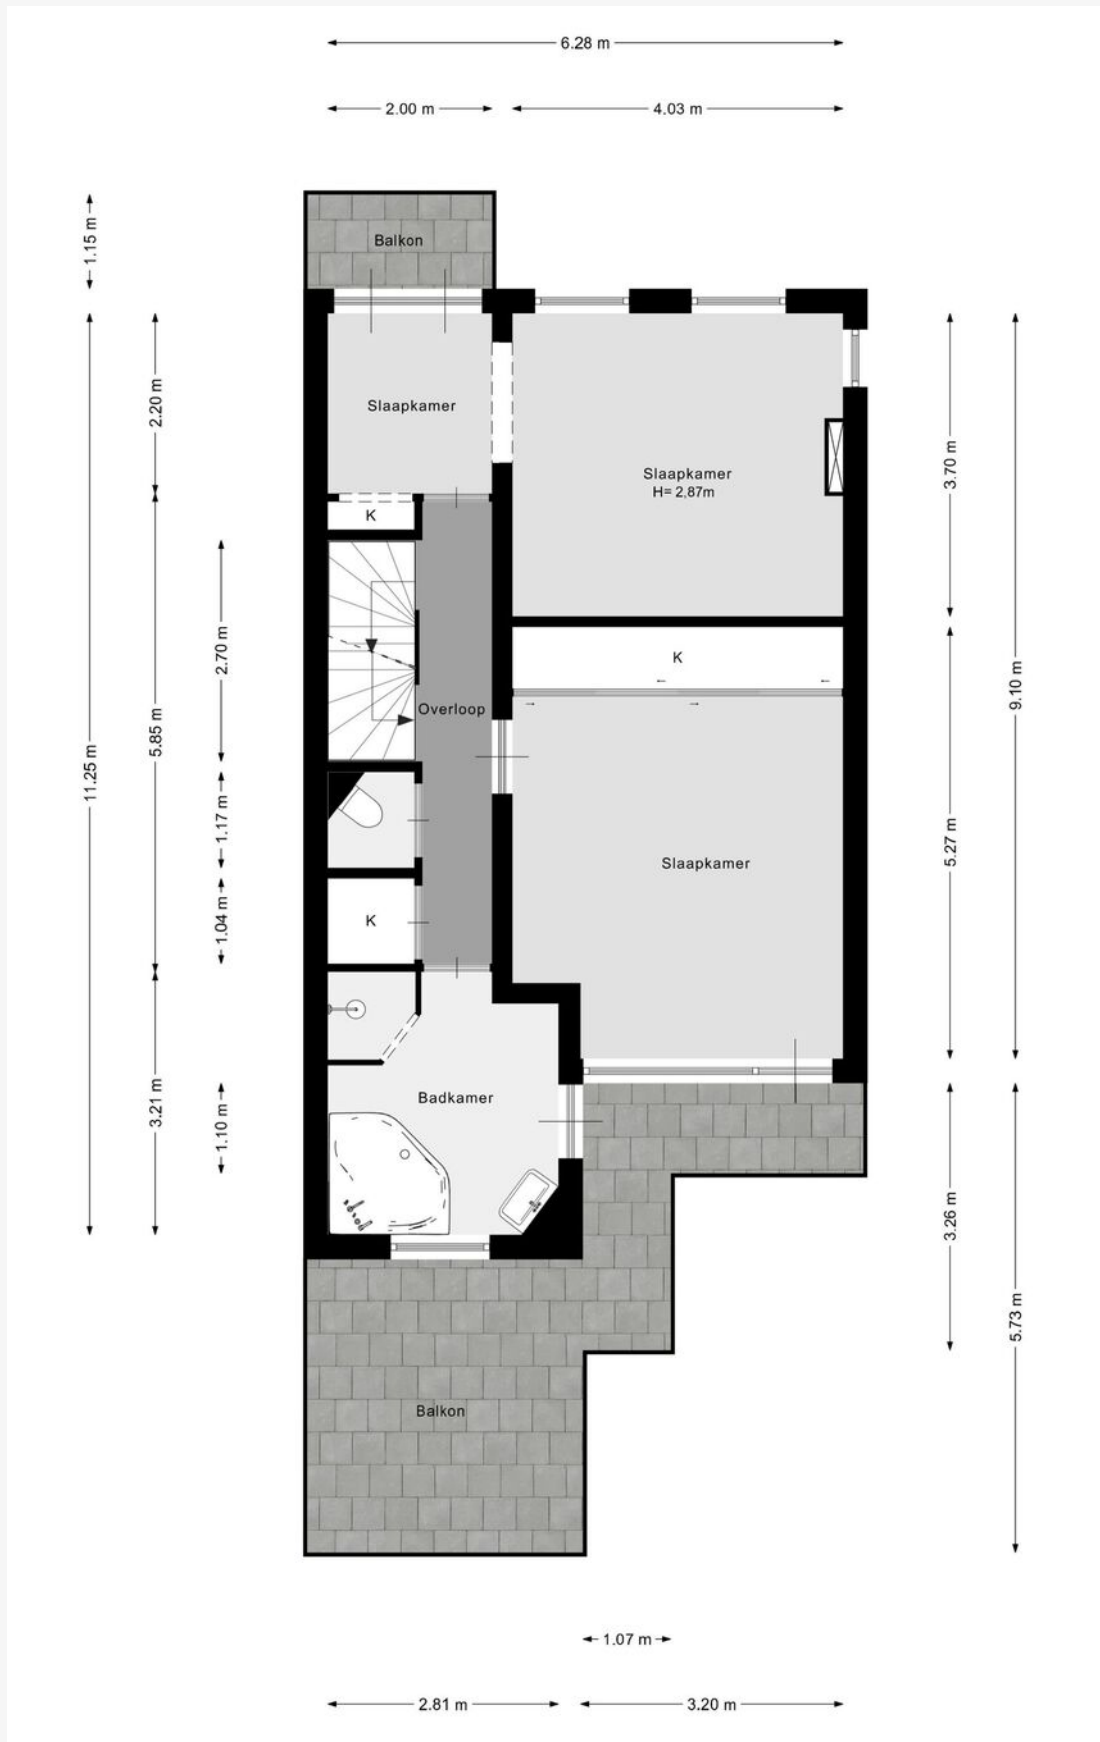 6.28 m
2.00 m
4.03 m
1.15 m
Balkon
11.25 m
2.20 m
Slaapkamer
Slaapkamer
H= 2,87m
3.70 m
9.10 m
K
5.85 m
2.70 m
K
Overloop
1.17 m
Slaapkamer
5.27 m
1.04 m
K
3.21 m
1.10 m
Badkamer
3.26 m
5.73 m
Balkon
1.07 m
2.81 m
3.20 m